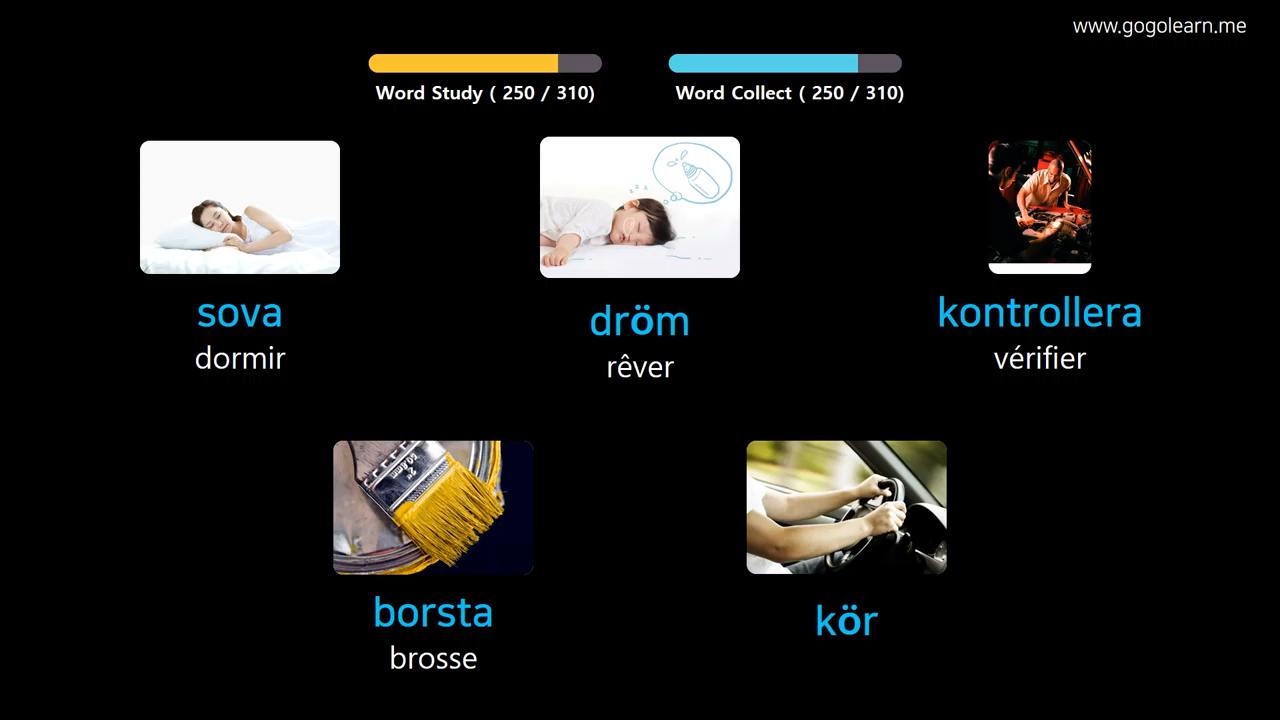 www.gogolearn.me
Word Study ( 250 / 310)
Word Collect ( 250 / 310)
sova
dormir
dröm
rêver
kontrollera
vérifier
borsta
brosse
kör